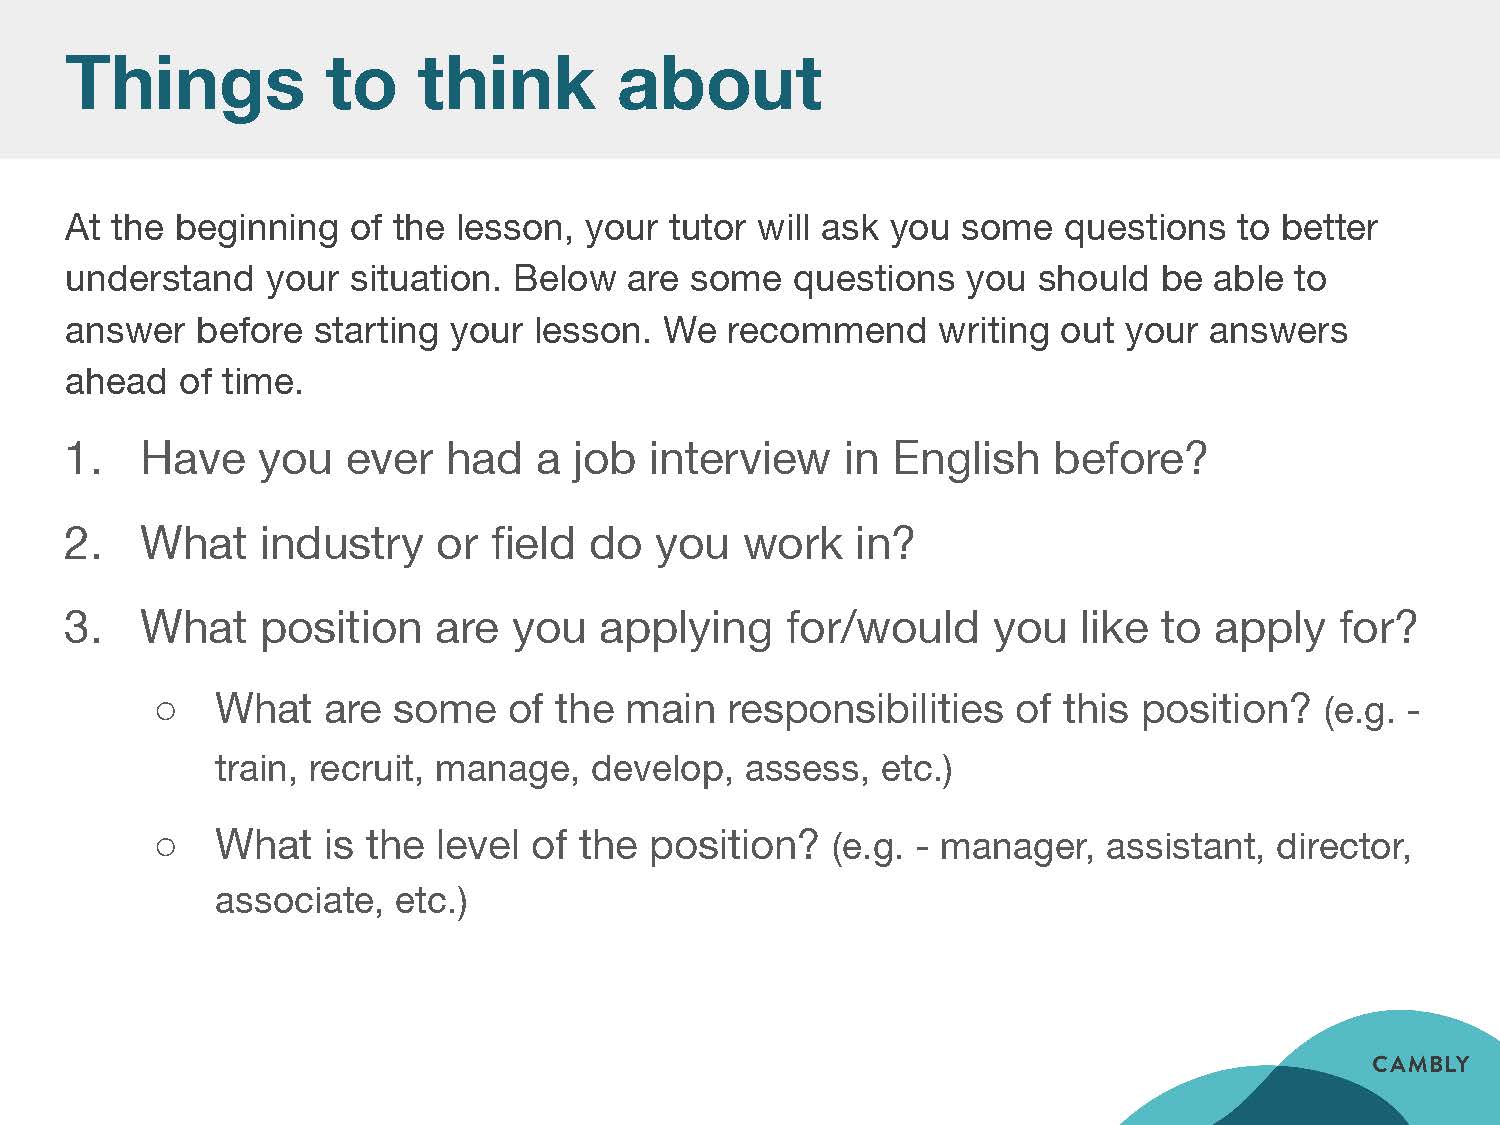 Things to think about
At the beginning of the lesson, your tutor will ask you some questions to better
understand your situation. Below are some questions you should be able to
answer before starting your lesson. We recommend writing out your answers
ahead of time.
1. Have you ever had a job interview in English before?
2. What industry or field do you work in?
3. What position are you applying for/would you like to apply for?
○ What are some of the main responsibilities of this position? (e.g. -
train, recruit, manage, develop, assess, etc.)
○ What is the level of the position? (e.g. - manager, assistant, director,
associate, etc.)
CAMBLY